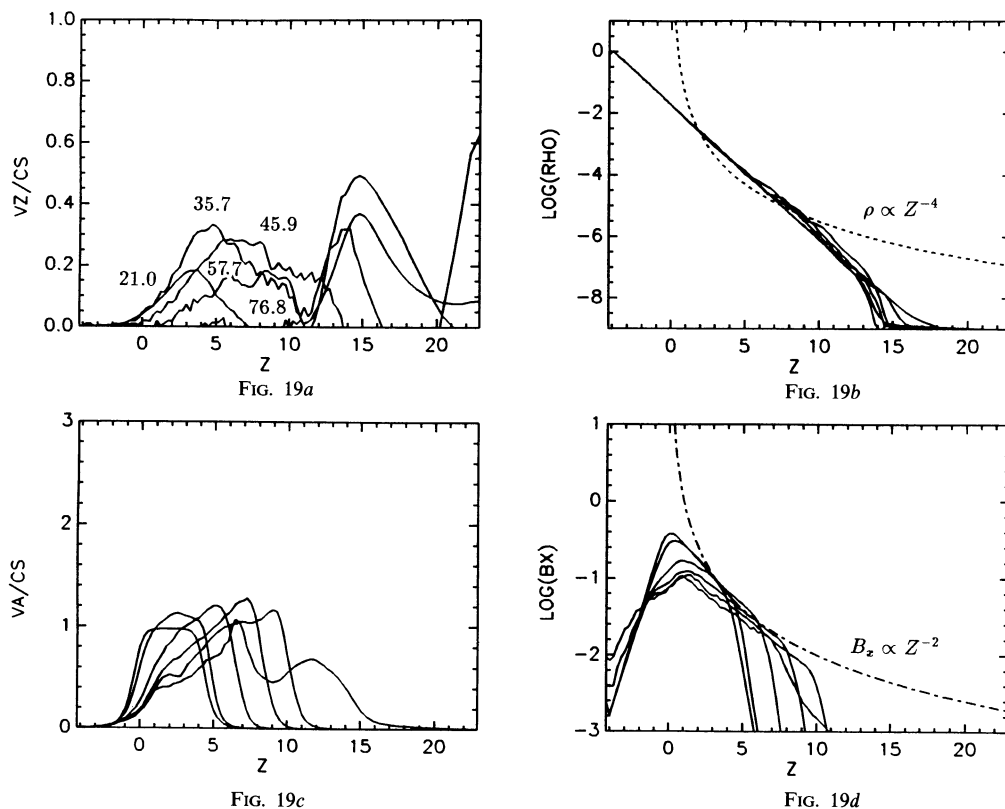 1.0
0.8
0.6
0.4
0.2
0.0
VZ/CS
35.7
45.9
21.0
57.7
76.8
0 5 10 15 20
Z
FIG. 19a
0
-2
-4
-6
-8
LOG(RHO)
ρ ∝ Z⁻⁴
0 5 10 15 20
Z
FIG. 19b
3
2
1
0
VA/CS
0 5 10 15 20
Z
FIG. 19c
1
0
-1
-2
-3
LOG(BX)
Bₓ ∝ Z⁻²
0 5 10 15 20
Z
FIG. 19d